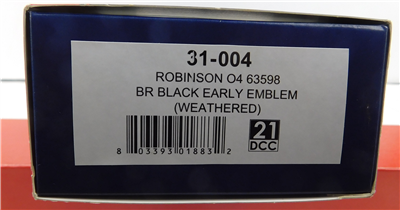 31-004
ROBINSON O4 63598
BR BLACK EARLY EMBLEM
(WEATHERED)
21
DCC
8 03393 01883 2